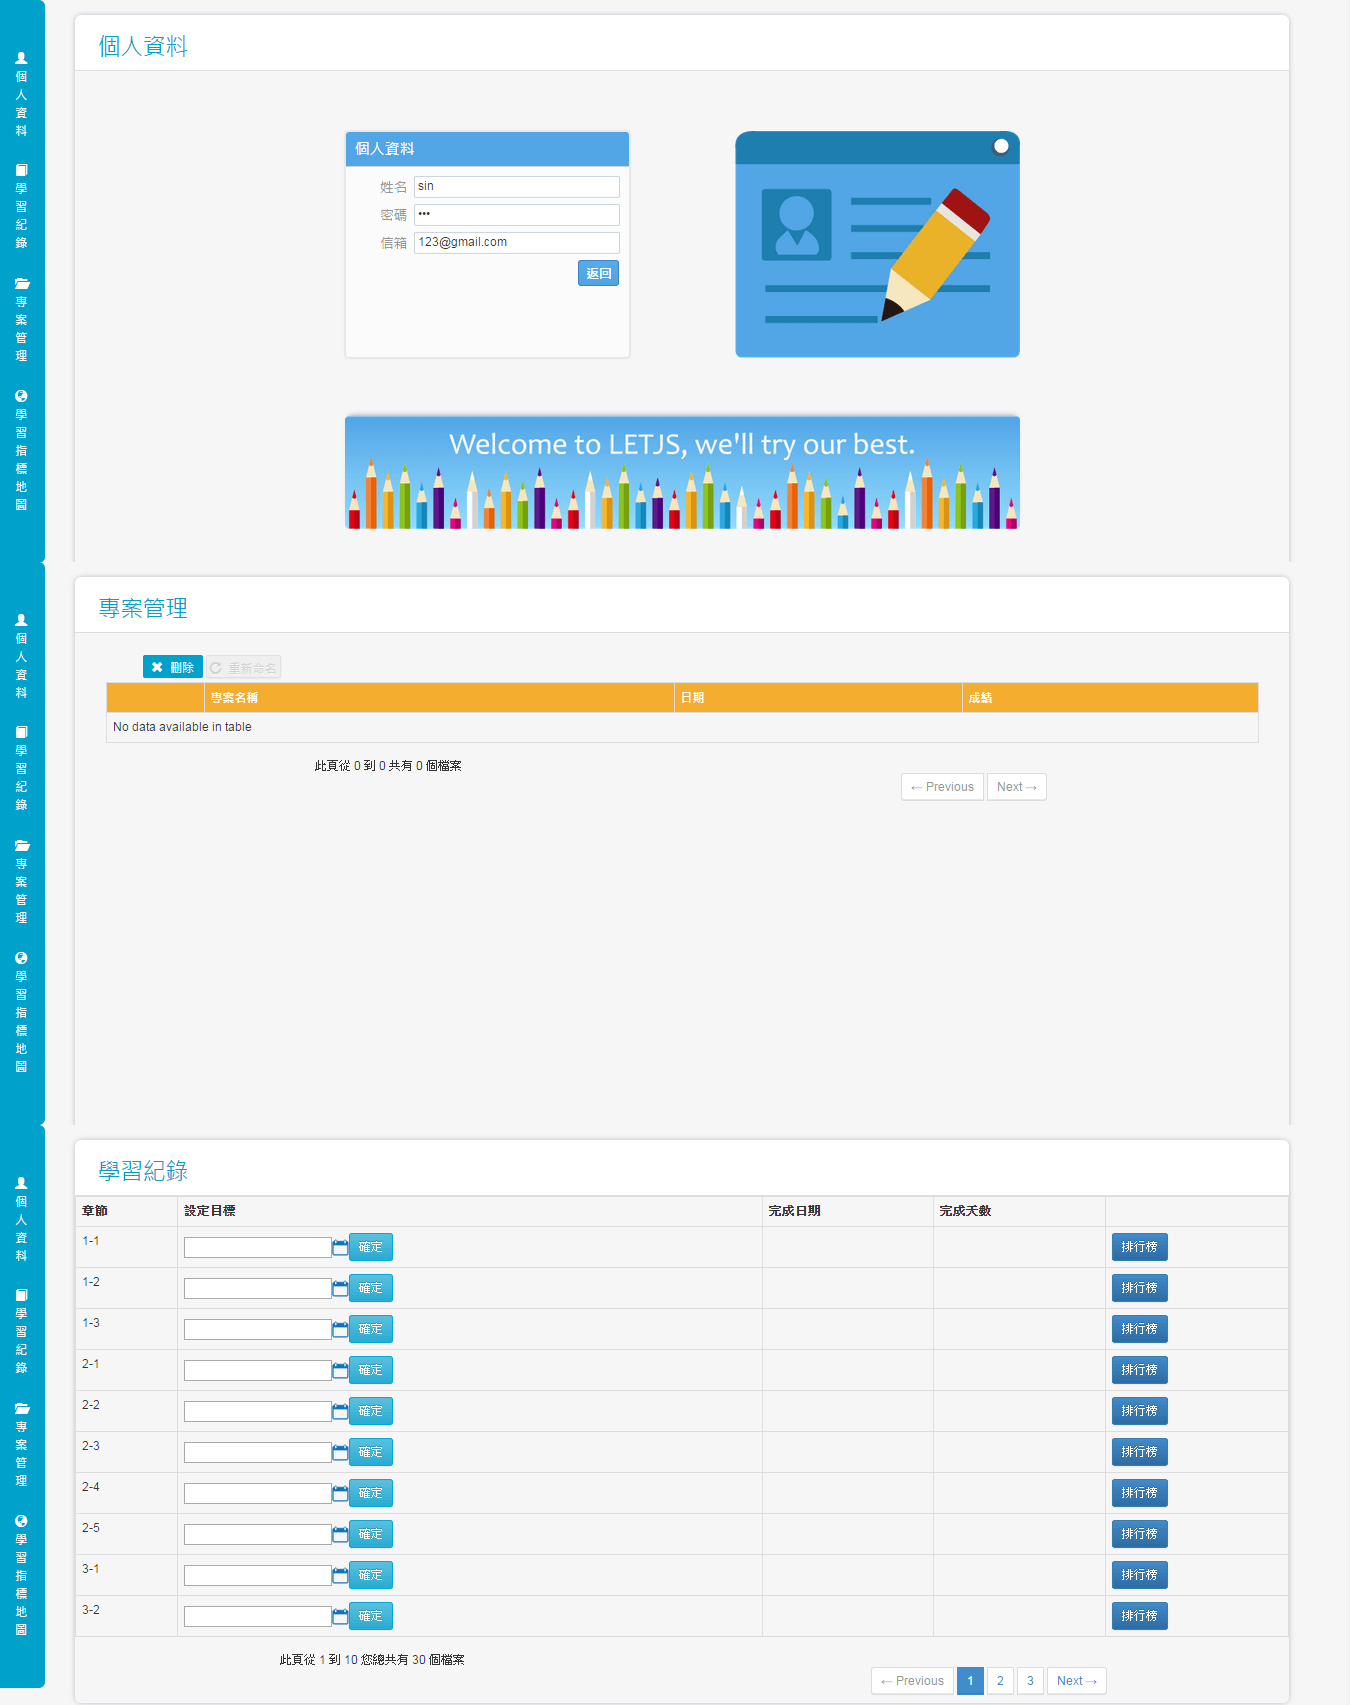 個人資料
學習紀錄
專案管理
學習指標地圖
個人資料
個人資料
姓名 sin
密碼 •••
信箱 123@gmail.com
返回
Welcome to LETJS, we'll try our best.
個人資料
學習紀錄
專案管理
學習指標地圖
專案管理
刪除 重新命名
專案名稱 日期 成績
No data available in table
此頁從 0 到 0 共有 0 個檔案
← Previous Next →
個人資料
學習紀錄
專案管理
學習指標地圖
學習紀錄
章節 設定目標 完成日期 完成天數
1-1 確定 排行榜
1-2 確定 排行榜
1-3 確定 排行榜
2-1 確定 排行榜
2-2 確定 排行榜
2-3 確定 排行榜
2-4 確定 排行榜
2-5 確定 排行榜
3-1 確定 排行榜
3-2 確定 排行榜
此頁從 1 到 10 您總共有 30 個檔案
← Previous 1 2 3 Next →